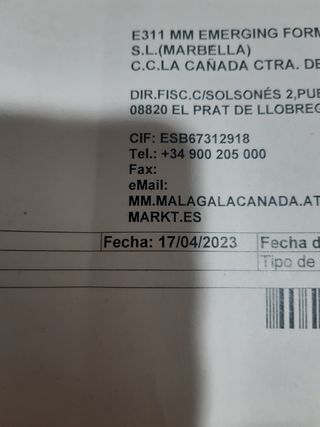 E311 MM EMERGING FORM
S.L.(MARBELLA)
C.C.LA CAÑADA CTRA. DE
DIR.FISC.C/SOLSONÉS 2,PUE
08820 EL PRAT DE LLOBREG
CIF: ESB67312918
Tel.: +34 900 205 000
Fax:
eMail:
MM.MALAGALACANADA.AT
MARKT.ES
Fecha: 17/04/2023 Fecha d
Tipo de